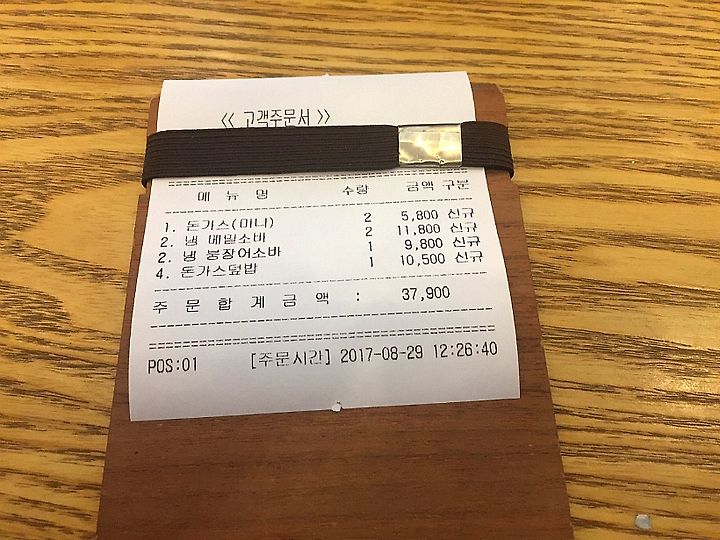 << 고객주문서 >>
메 뉴 명 수량 금액 구분
1. 돈가스(미니) 2 5,800 신규
2. 냉 메밀소바 2 11,800 신규
2. 냉 붕장어소바 1 9,800 신규
4. 돈가스덮밥 1 10,500 신규
주 문 합 계 금 액 : 37,900
POS:01 [주문시간] 2017-08-29 12:26:40